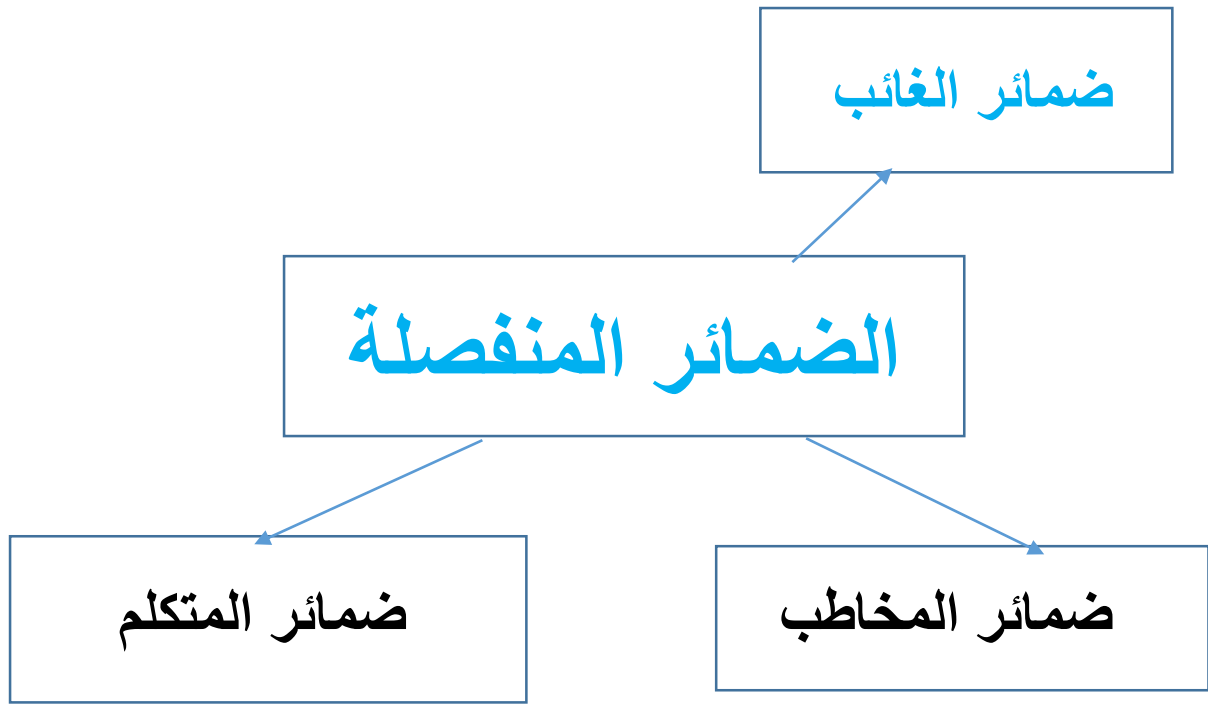 ضمائر الغائب
الضمائر المنفصلة
ضمائر المخاطب
ضمائر المتكلم